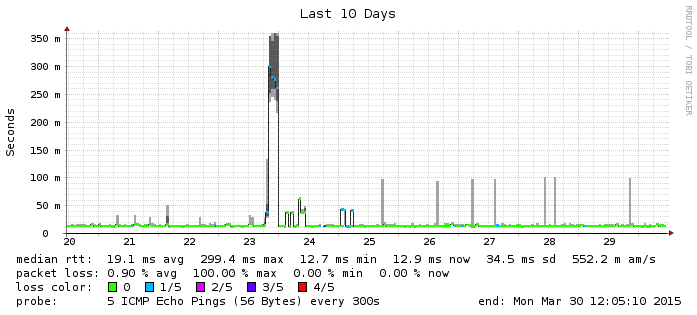 Last 10 Days
RRDTOOL / TOBI OETIKER
Seconds
350 m
300 m
250 m
200 m
150 m
100 m
50 m
0
20 21 22 23 24 25 26 27 28 29
median rtt: 19.1 ms avg 299.4 ms max 12.7 ms min 12.9 ms now 34.5 ms sd 552.2 m am/s
packet loss: 0.90 % avg 100.00 % max 0.00 % min 0.00 % now
loss color: 0 1/5 2/5 3/5 4/5
probe: 5 ICMP Echo Pings (56 Bytes) every 300s end: Mon Mar 30 12:05:10 2015